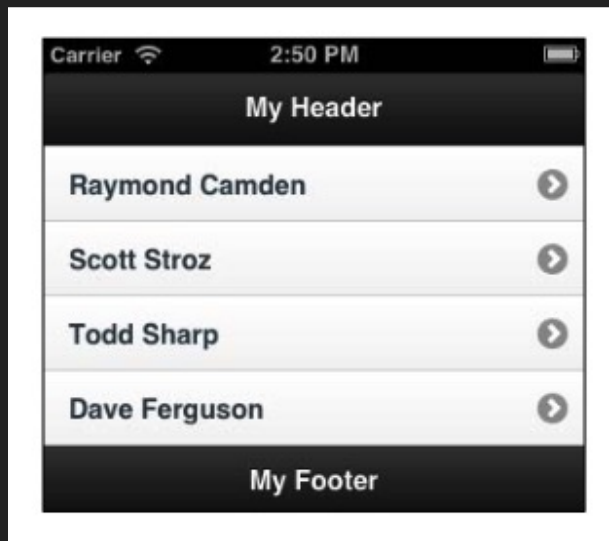 Carrier 2:50 PM
My Header
Raymond Camden
Scott Stroz
Todd Sharp
Dave Ferguson
My Footer